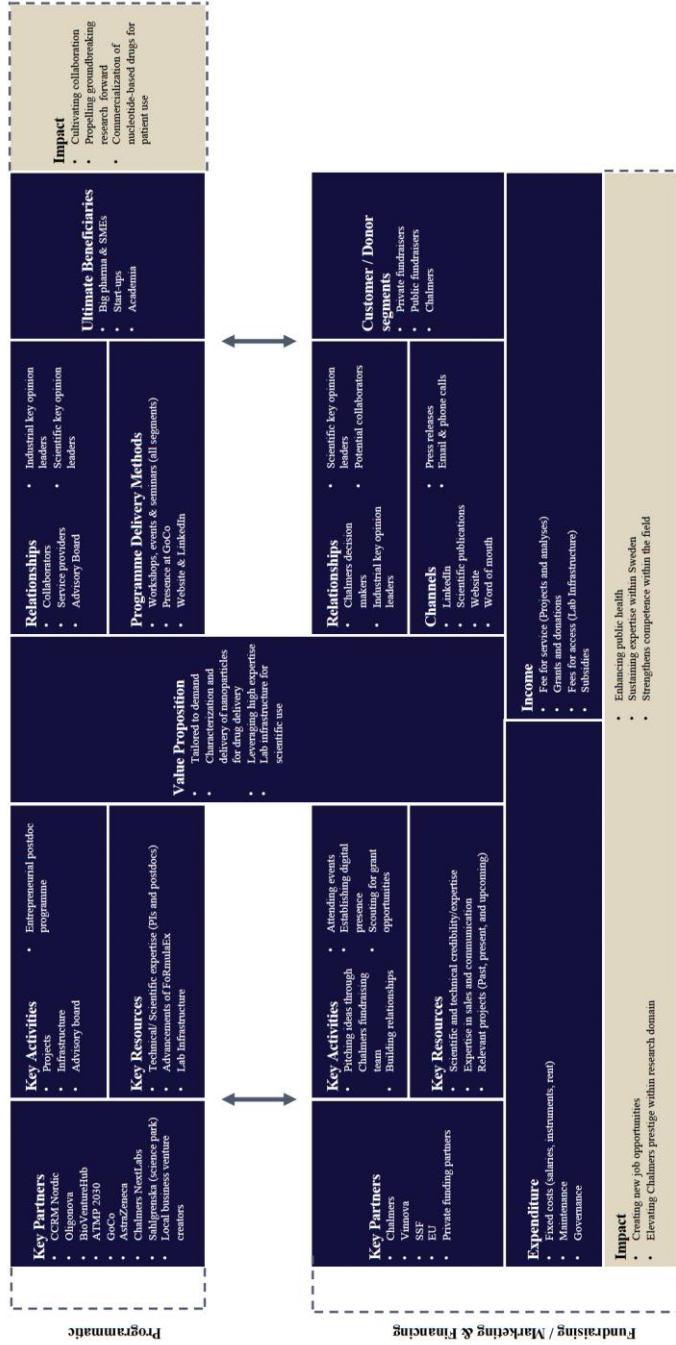 Programmatic
Key Partners
• CCRM Nordic
• Oligonova
• BioVentureHub
• ATMP 2030
• GoCo
• AstraZeneca
• Chalmers NextLabs
• Sahlgrenska (science park)
• Local business venture
creators
Key Activities
• Projects
• Infrastructure
• Advisory board
• Entrepreneurial postdoc
programme
Key Resources
• Technical/ Scientific expertise (PIs and postdocs)
• Advancements of FoRmulaEx
• Lab Infrastructure
Value Proposition
• Tailored to demand
• Characterization and
delivery of nanoparticles
for drug delivery
• Leveraging high expertise
• Lab infrastructure for
scientific use
Relationships
• Collaborators
• Service providers
• Advisory Board
• Industrial key opinion
leaders
• Scientific key opinion
leaders
Programme Delivery Methods
• Workshops, events & seminars (all segments)
• Presence at GoCo
• Website & LinkedIn
Ultimate Beneficiaries
• Big pharma & SMEs
• Start-ups
• Academia
Impact
• Cultivating collaboration
• Propelling groundbreaking
research forward
• Commercialization of
nucleotide-based drugs for
patient use
Fundraising / Marketing & Financing
Key Partners
• Chalmers
• Vinnova
• SSF
• EU
• Private funding partners
Key Activities
• Pitching ideas through
Chalmers fundraising
team
• Building relationships
• Attending events
• Establishing digital
presence
• Scouting for grant
opportunities
Key Resources
• Scientific and technical credibility/expertise
• Expertise in sales and communication
• Relevant projects (Past, present, and upcoming)
Relationships
• Chalmers decision
makers
• Industrial key opinion
leaders
• Scientific key opinion
leaders
• Potential collaborators
Channels
• LinkedIn
• Scientific publications
• Website
• Word of mouth
• Press releases
• Email & phone calls
Customer / Donor
segments
• Private fundraisers
• Public fundraisers
• Chalmers
Expenditure
• Fixed costs (salaries, instruments, rent)
• Maintenance
• Governance
Income
• Fee for service (Projects and analyses)
• Grants and donations
• Fees for access (Lab Infrastructure)
• Subsidies
Impact
• Creating new job opportunities
• Elevating Chalmers prestige within research domain
• Enhancing public health
• Sustaining expertise within Sweden
• Strengthens competence within the field